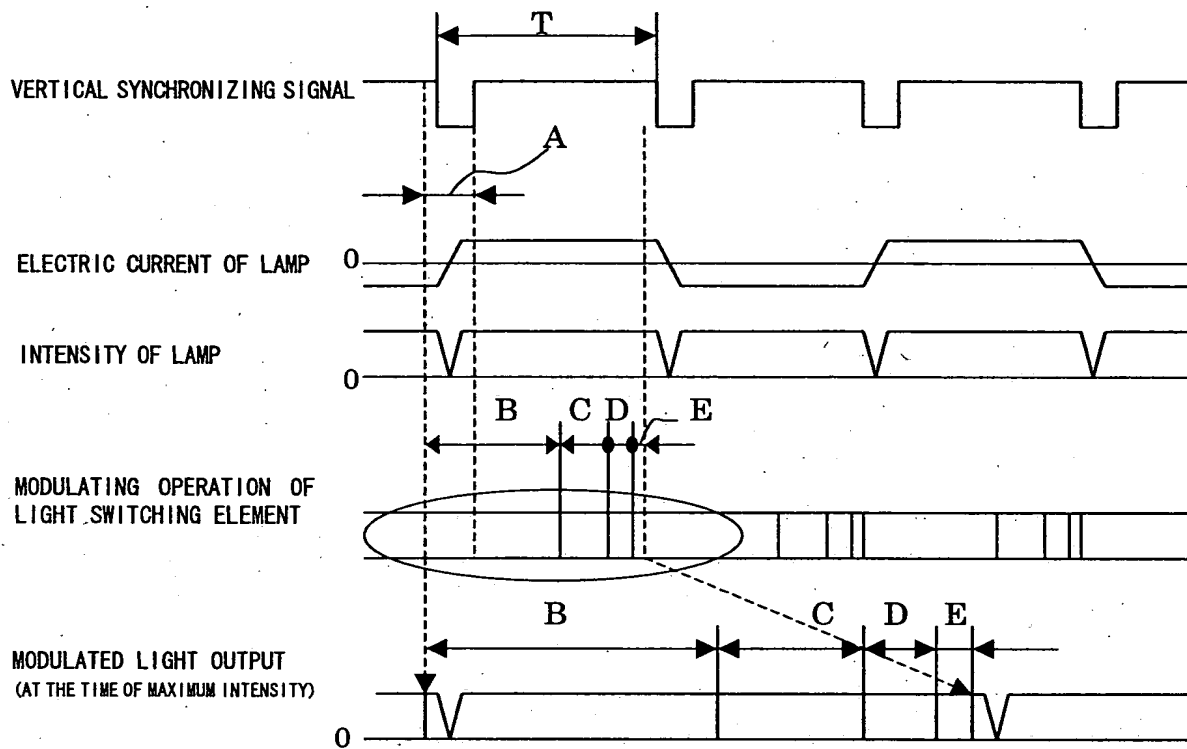 T
VERTICAL SYNCHRONIZING SIGNAL
A
ELECTRIC CURRENT OF LAMP
0
INTENSITY OF LAMP
0
B C D E
MODULATING OPERATION OF
LIGHT SWITCHING ELEMENT
B C D E
MODULATED LIGHT OUTPUT
(AT THE TIME OF MAXIMUM INTENSITY)
0